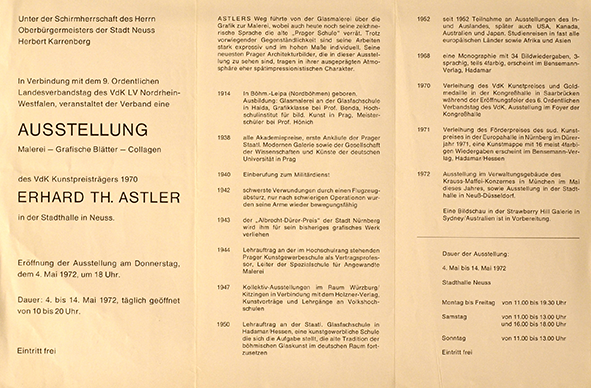 Unter der Schirmherrschaft des Herrn
Oberbürgermeisters der Stadt Neuss
Herbert Karrenberg
In Verbindung mit dem 9. Ordentlichen
Landesverbandstag des VdK LV Nordrhein-
Westfalen, veranstaltet der Verband eine
AUSSTELLUNG
Malerei – Grafische Blätter – Collagen
des VdK Kunstpreisträgers 1970
ERHARD TH. ASTLER
in der Stadthalle in Neuss.
Eröffnung der Ausstellung am Donnerstag,
dem 4. Mai 1972, um 18 Uhr.
Dauer: 4. bis 14. Mai 1972, täglich geöffnet
von 10 bis 20 Uhr.
Eintritt frei
ASTLERS Weg führte von der Glasmalerei über
die Grafik zur Malerei, wobei auch heute noch seine zeich-
nerische Sprache die alte „Prager Schule" verrät. Trotz
vorwiegender Gegenständlichkeit sind seine Arbeiten
stark expressiv und im hohen Maße individuell. Seine
neuesten Prager Architekturbilder, die in dieser Ausstel-
lung zu sehen sind, tragen in ihrer ausgeprägten Atmo-
sphäre eher spätimpressionistischen Charakter.
1914 In Böhm.-Leipa (Nordböhmen) geboren.
Ausbildung: Glasmalerei an der Glasfachschule
in Haida, Grafikklasse bei Prof. Benda, Hoch-
schulinstitut für bild. Kunst in Prag, Meister-
schüler bei Prof. Hönich
1938 alle Akademiepreise, erste Ankäufe der Prager
Staatl. Modernen Galerie sowie der Gesellschaft
der Wissenschaften und Künste der deutschen
Universität in Prag
1940 Einberufung zum Militärdienst
1942 schwerste Verwundungen durch einen Flugzeug-
absturz, nur nach schwierigen Operationen wur-
den seine Arme wieder bewegungsfähig
1943 der „Albrecht-Dürer-Preis" der Stadt Nürnberg
wird ihm für sein bisheriges grafisches Werk
verliehen
1944 Lehrauftrag an der im Hochschulrang stehenden
Prager Kunstgewerbeschule als Vertragsprofes-
sor, Leiter der Spezialschule für Angewandte
Malerei
1947 Kollektiv-Ausstellungen im Raum Würzburg/
Kitzingen in Verbindung mit dem Holzner-Verlag,
Kunstvorträge und Lehrgänge an Volkshoch-
schulen
1950 Lehrauftrag an der Staatl. Glasfachschule in
Hadamar/Hessen, eine kunstgewerbliche Schule
die sich die Aufgabe stellt, die alte Tradition der
böhmischen Glaskunst im deutschen Raum fort-
zusetzen
1952 seit 1952 Teilnahme an Ausstellungen des In-
und Auslandes, später auch USA, Kanada,
Australien und Japan. Studienreisen in fast alle
europäischen Länder sowie Afrika und Asien
1968 eine Monographie mit 34 Bildwiedergaben, 3-
sprachig, teils 4farbig, erscheint im Bensemann-
Verlag, Hadamar
1970 Verleihung des VdK Kunstpreises und Gold-
medaille in der Kongreßhalle in Saarbrücken
während der Eröffnungsfeier des 6. Ordentlichen
Verbandstages des VdK, Ausstellung im Foyer der
Kongreßhalle
1971 Verleihung des Förderpreises des sud. Kunst-
preises in der Europahalle in Nürnberg im Dürer-
jahr 1971, eine Kunstmappe mit 16 meist 4farbi-
gen Wiedergaben erscheint im Bensemann-Ver-
lag, Hadamar Hessen
1972 Ausstellung im Verwaltungsgebäude des
Krauss-Maffei-Konzernes in München im Mai
dieses Jahres, sowie Ausstellung in der Stadt-
halle in Neuß-Düsseldorf.
Eine Bildschau in der Strawberry Hill Galerie in
Sydney/Australien ist in Vorbereitung.
Dauer der Ausstellung:
4. Mai bis 14. Mai 1972
Stadthalle Neuss
Montag bis Freitag von 11.00 bis 19.30 Uhr
Samstag von 11.00 bis 13.00 Uhr
und 16.00 bis 18.00 Uhr
Sonntag von 11.00 bis 13.00 Uhr
Eintritt frei